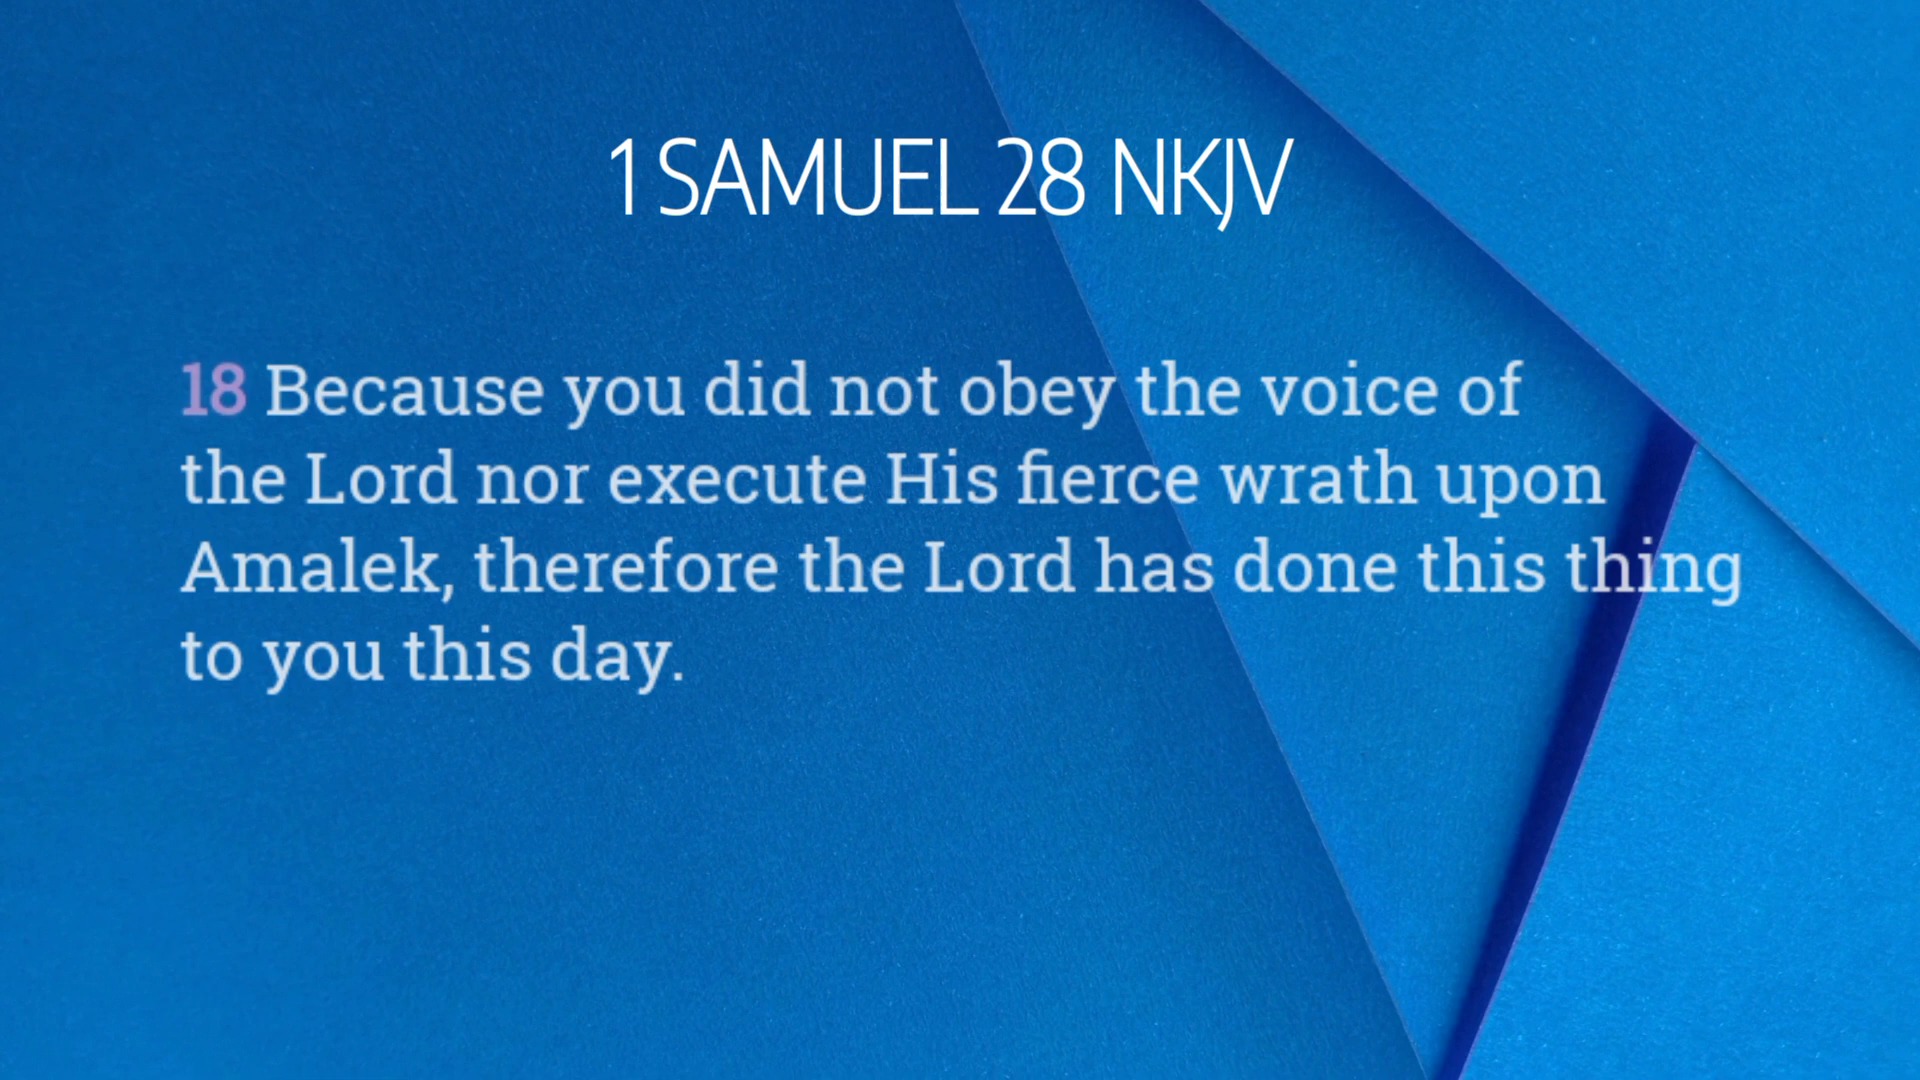 1 SAMUEL 28 NKJV
18 Because you did not obey the voice of
the Lord nor execute His fierce wrath upon
Amalek, therefore the Lord has done this thing
to you this day.